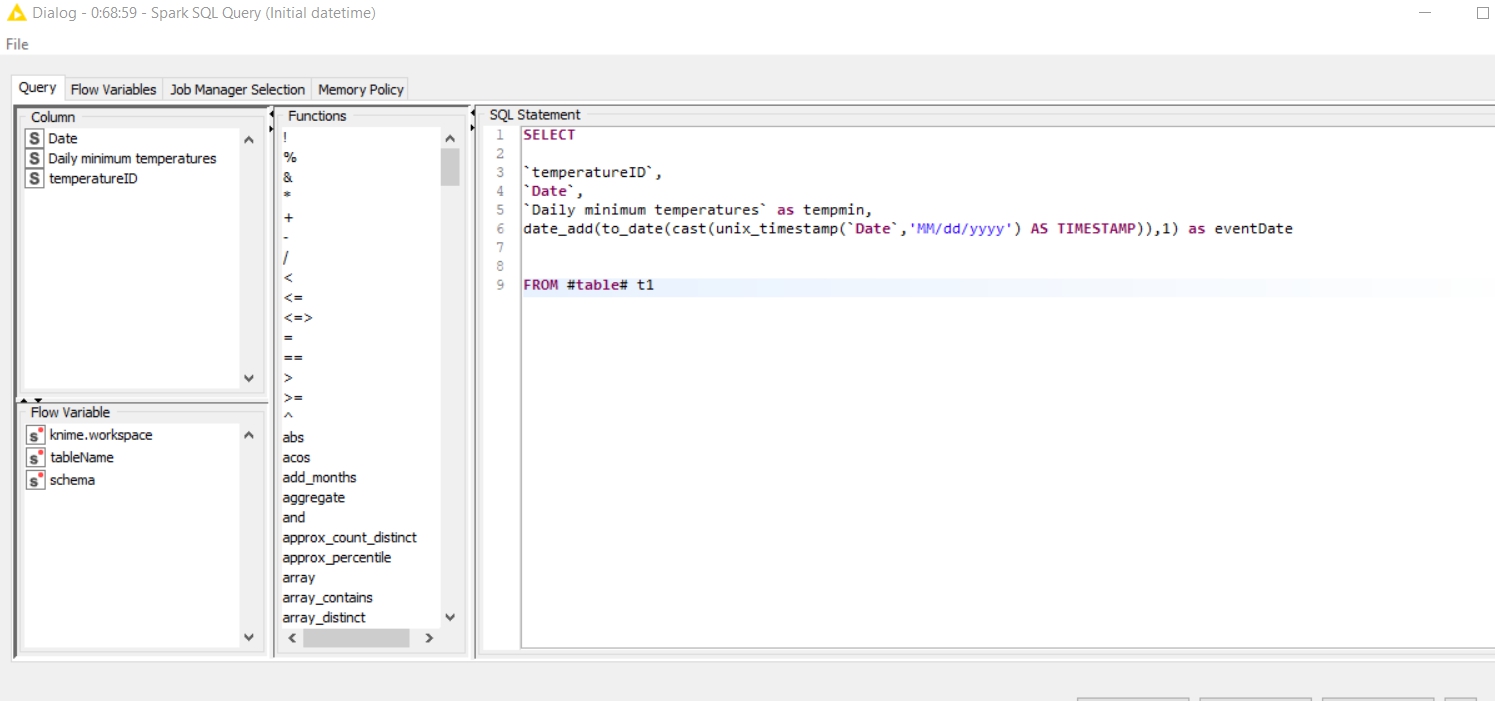 Dialog - 0:68:59 - Spark SQL Query (Initial datetime)
File
Query Flow Variables Job Manager Selection Memory Policy
Column
S Date
S Daily minimum temperatures
S temperatureID
Flow Variable
s knime.workspace
s tableName
s schema
Functions
!
%
&
*
+
-
/
<
<=
<=>
=
==
>
>=
^
abs
acos
add_months
aggregate
and
approx_count_distinct
approx_percentile
array
array_contains
array_distinct
SQL Statement
1 SELECT
2
3 `temperatureID`,
4 `Date`,
5 `Daily minimum temperatures` as tempmin,
6 date_add(to_date(cast(unix_timestamp(`Date`,'MM/dd/yyyy') AS TIMESTAMP)),1) as eventDate
7
8
9 FROM #table# t1